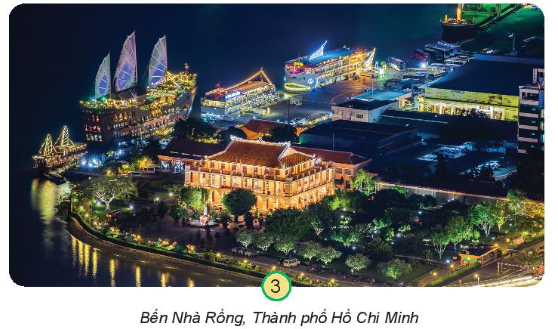 3
Bến Nhà Rồng, Thành phố Hồ Chí Minh